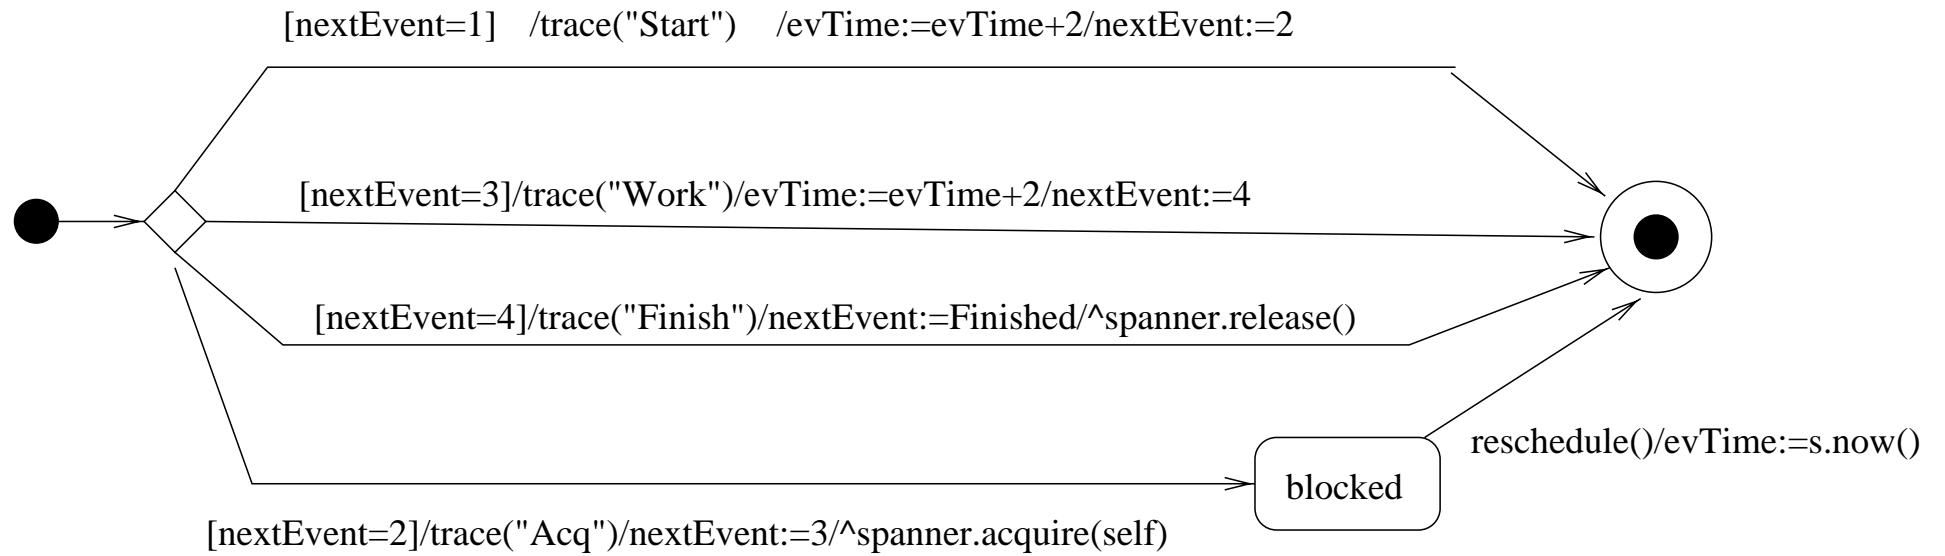 [nextEvent=1] /trace("Start") /evTime:=evTime+2/nextEvent:=2
[nextEvent=3]/trace("Work")/evTime:=evTime+2/nextEvent:=4
[nextEvent=4]/trace("Finish")/nextEvent:=Finished/^spanner.release()
reschedule()/evTime:=s.now()
blocked
[nextEvent=2]/trace("Acq")/nextEvent:=3/^spanner.acquire(self)